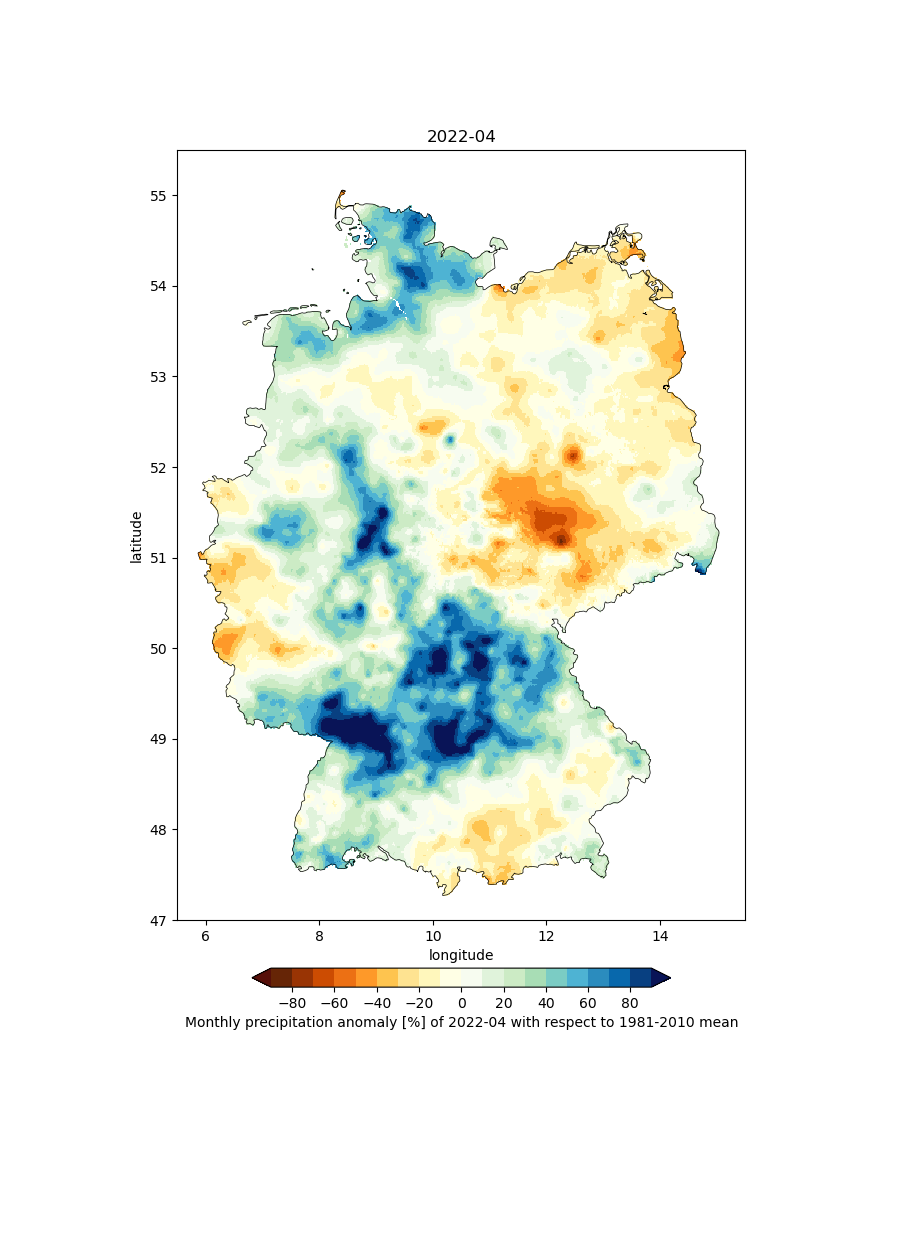 2022-04
55
54
53
52
51
50
49
48
47
latitude
6 8 10 12 14
longitude
−80 −60 −40 −20 0 20 40 60 80
Monthly precipitation anomaly [%] of 2022-04 with respect to 1981-2010 mean